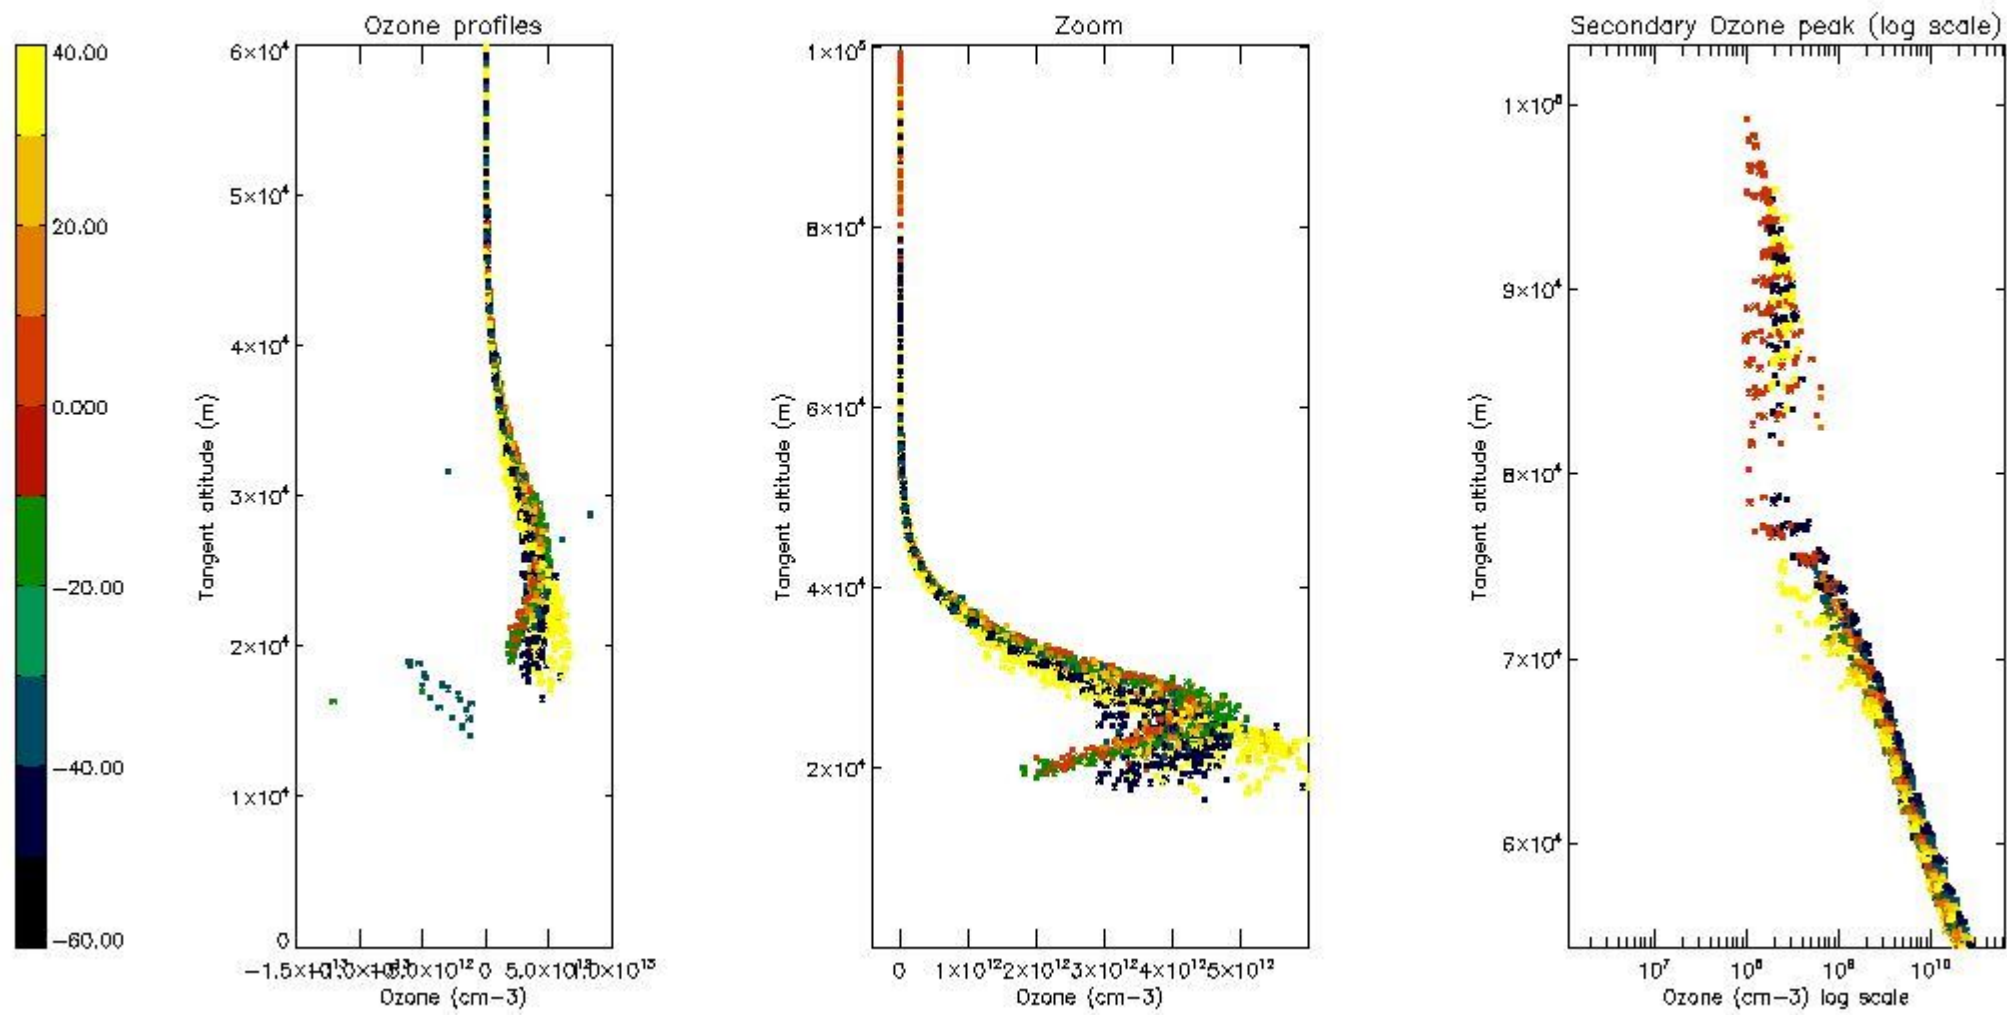 Ozone profiles
Zoom
Secondary Ozone peak (log scale)
40.00
20.00
0.000
−20.00
−40.00
−60.00
6×10⁴
5×10⁴
4×10⁴
3×10⁴
2×10⁴
1×10⁴
0
Tangent altitude (m)
0
Ozone (cm−3)
1×10⁵
8×10⁴
6×10⁴
4×10⁴
2×10⁴
Tangent altitude (m)
0 1×10¹² 2×10¹² 3×10¹² 4×10¹² 5×10¹²
Ozone (cm−3)
9×10⁴
8×10⁴
7×10⁴
6×10⁴
Tangent altitude (m)
10⁷ 10⁸ 10⁹ 10¹⁰
Ozone (cm−3) log scale